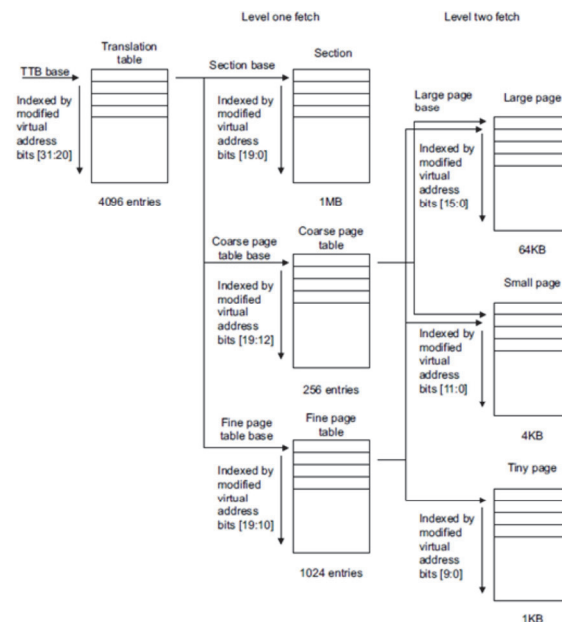 Level one fetch
Level two fetch
Translation
table
TTB base
Indexed by
modified
virtual
address
bits [31:20]
4096 entries
Section base
Section
Indexed by
modified
virtual
address
bits [19:0]
1MB
Coarse page
table base
Coarse page
table
Indexed by
modified
virtual
address
bits [19:12]
256 entries
Fine page
table base
Fine page
table
Indexed by
modified
virtual
address
bits [19:10]
1024 entries
Large page
base
Large page
Indexed by
modified
virtual
address
bits [15:0]
64KB
Small page
Indexed by
modified
virtual
address
bits [11:0]
4KB
Tiny page
Indexed by
modified
virtual
address
bits [9:0]
1KB